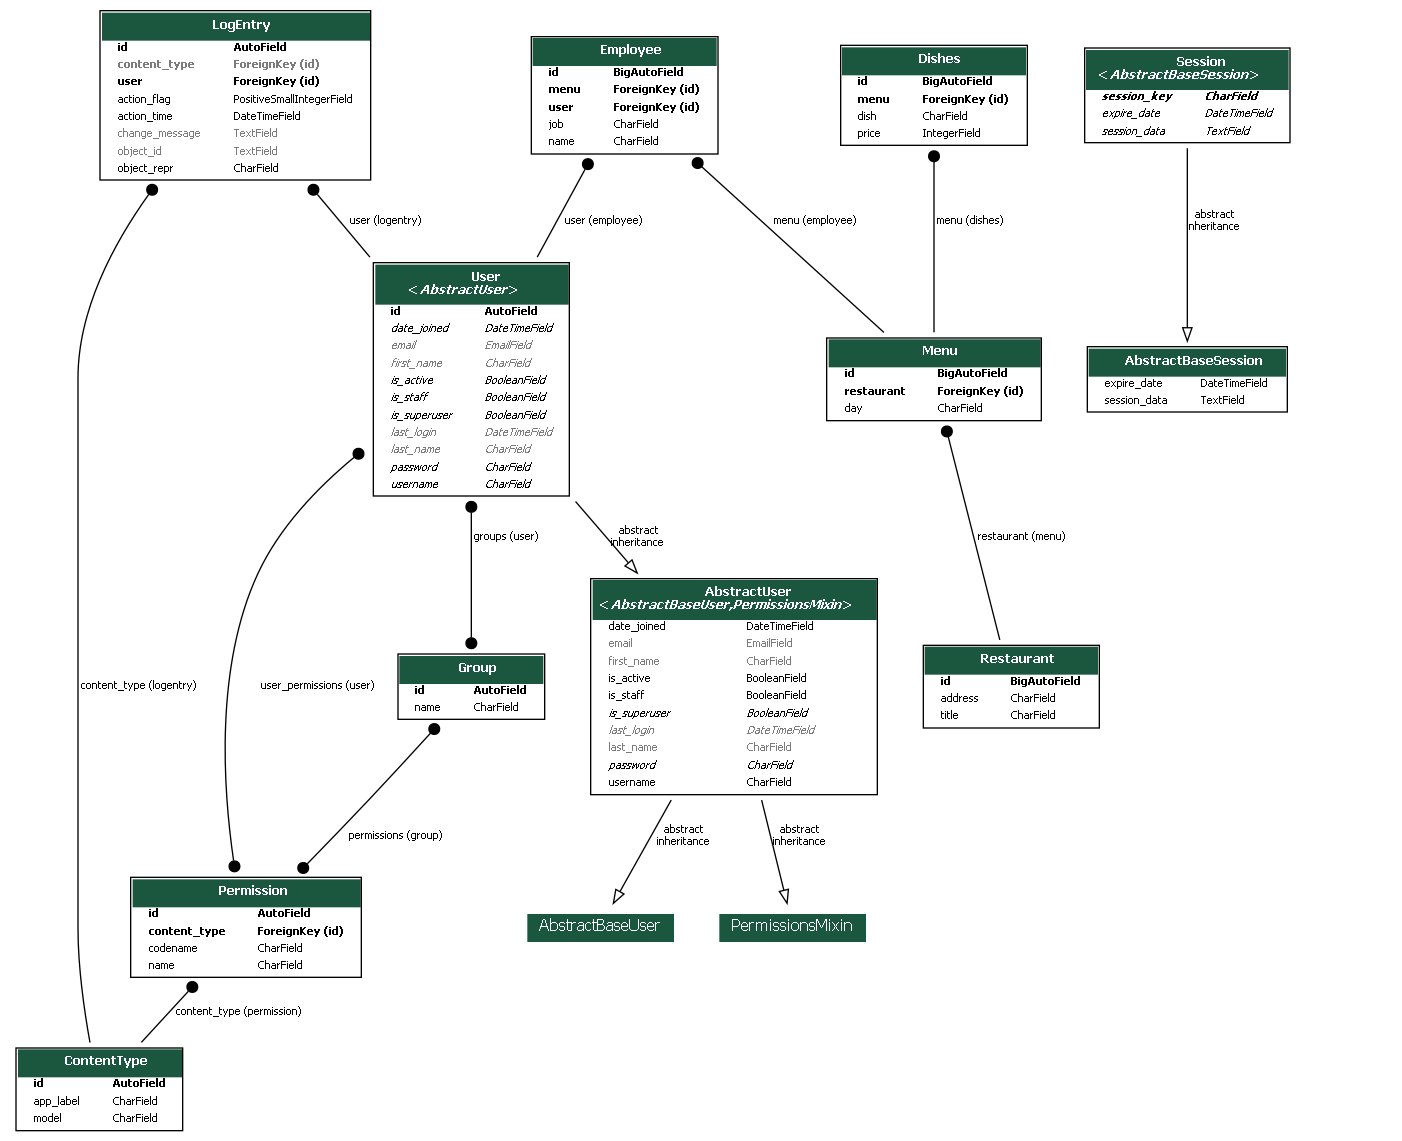 LogEntry
id AutoField
content_type ForeignKey (id)
user ForeignKey (id)
action_flag PositiveSmallIntegerField
action_time DateTimeField
change_message TextField
object_id TextField
object_repr CharField
Employee
id BigAutoField
menu ForeignKey (id)
user ForeignKey (id)
job CharField
name CharField
Dishes
id BigAutoField
menu ForeignKey (id)
dish CharField
price IntegerField
Session
<AbstractBaseSession>
session_key CharField
expire_date DateTimeField
session_data TextField
user (logentry)
user (employee)
menu (employee)
menu (dishes)
abstract
inheritance
User
<AbstractUser>
id AutoField
date_joined DateTimeField
email EmailField
first_name CharField
is_active BooleanField
is_staff BooleanField
is_superuser BooleanField
last_login DateTimeField
last_name CharField
password CharField
username CharField
Menu
id BigAutoField
restaurant ForeignKey (id)
day CharField
AbstractBaseSession
expire_date DateTimeField
session_data TextField
groups (user)
abstract
inheritance
restaurant (menu)
AbstractUser
<AbstractBaseUser,PermissionsMixin>
date_joined DateTimeField
email EmailField
first_name CharField
is_active BooleanField
is_staff BooleanField
is_superuser BooleanField
last_login DateTimeField
last_name CharField
password CharField
username CharField
Restaurant
id BigAutoField
address CharField
title CharField
Group
id AutoField
name CharField
content_type (logentry)
user_permissions (user)
permissions (group)
abstract
inheritance
abstract
inheritance
Permission
id AutoField
content_type ForeignKey (id)
codename CharField
name CharField
AbstractBaseUser
PermissionsMixin
content_type (permission)
ContentType
id AutoField
app_label CharField
model CharField